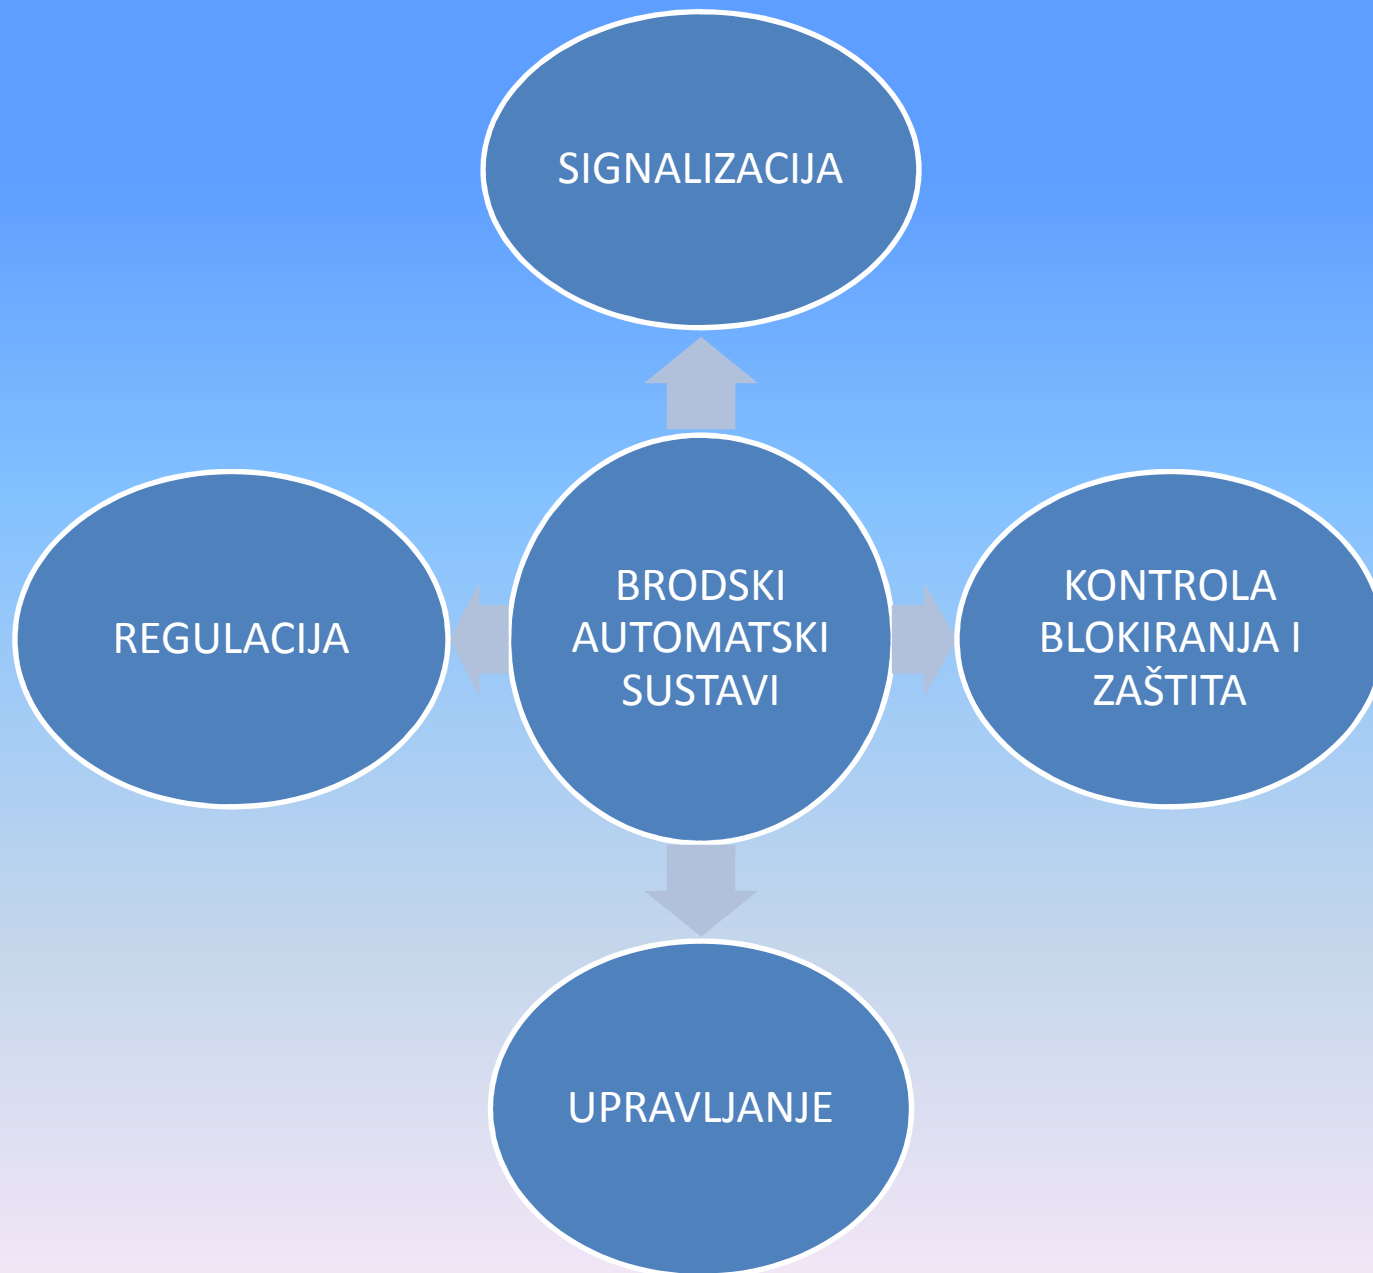 SIGNALIZACIJA
REGULACIJA
BRODSKI
AUTOMATSKI
SUSTAVI
KONTROLA
BLOKIRANJA I
ZAŠTITA
UPRAVLJANJE